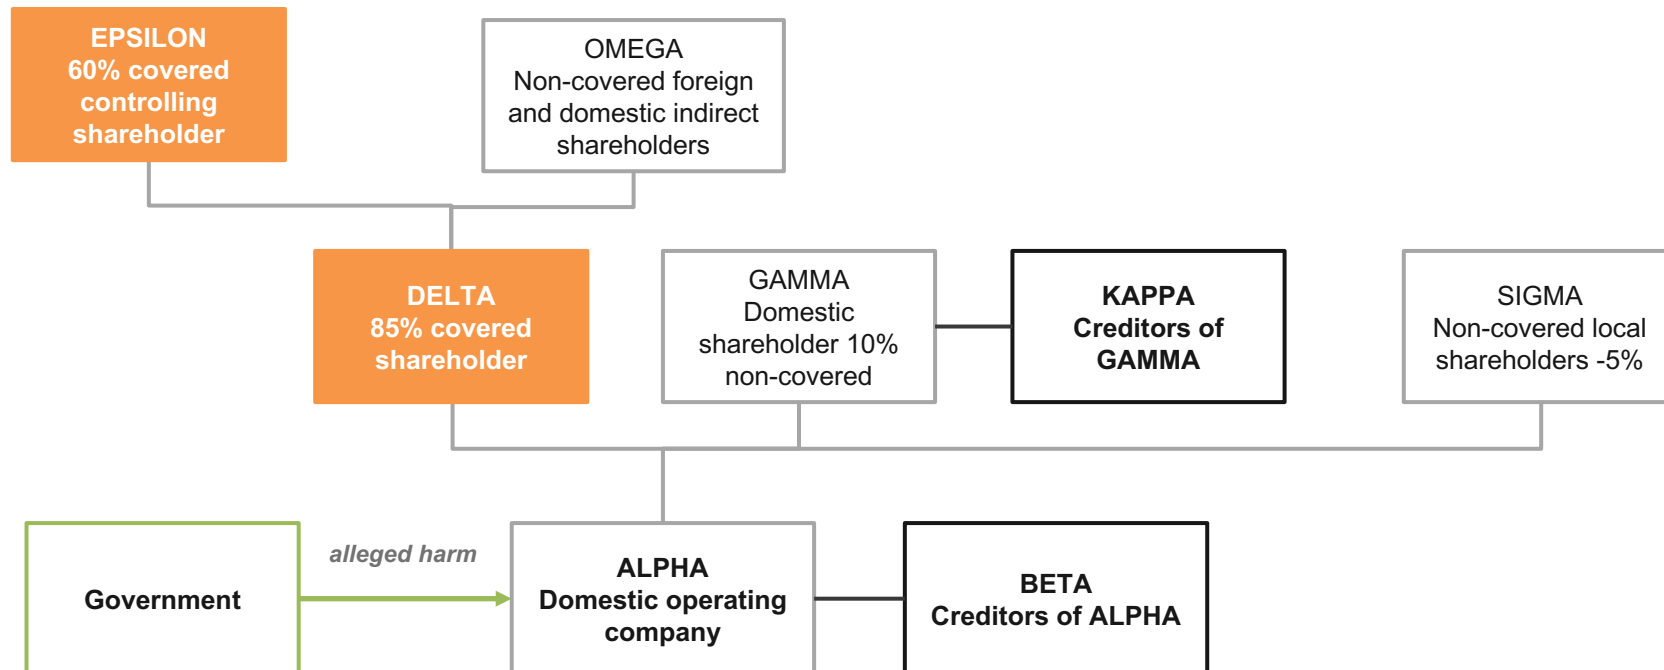 EPSILON
60% covered
controlling
shareholder
OMEGA
Non-covered foreign
and domestic indirect
shareholders
DELTA
85% covered
shareholder
GAMMA
Domestic
shareholder 10%
non-covered
KAPPA
Creditors of
GAMMA
SIGMA
Non-covered local
shareholders -5%
Government
alleged harm
ALPHA
Domestic operating
company
BETA
Creditors of ALPHA